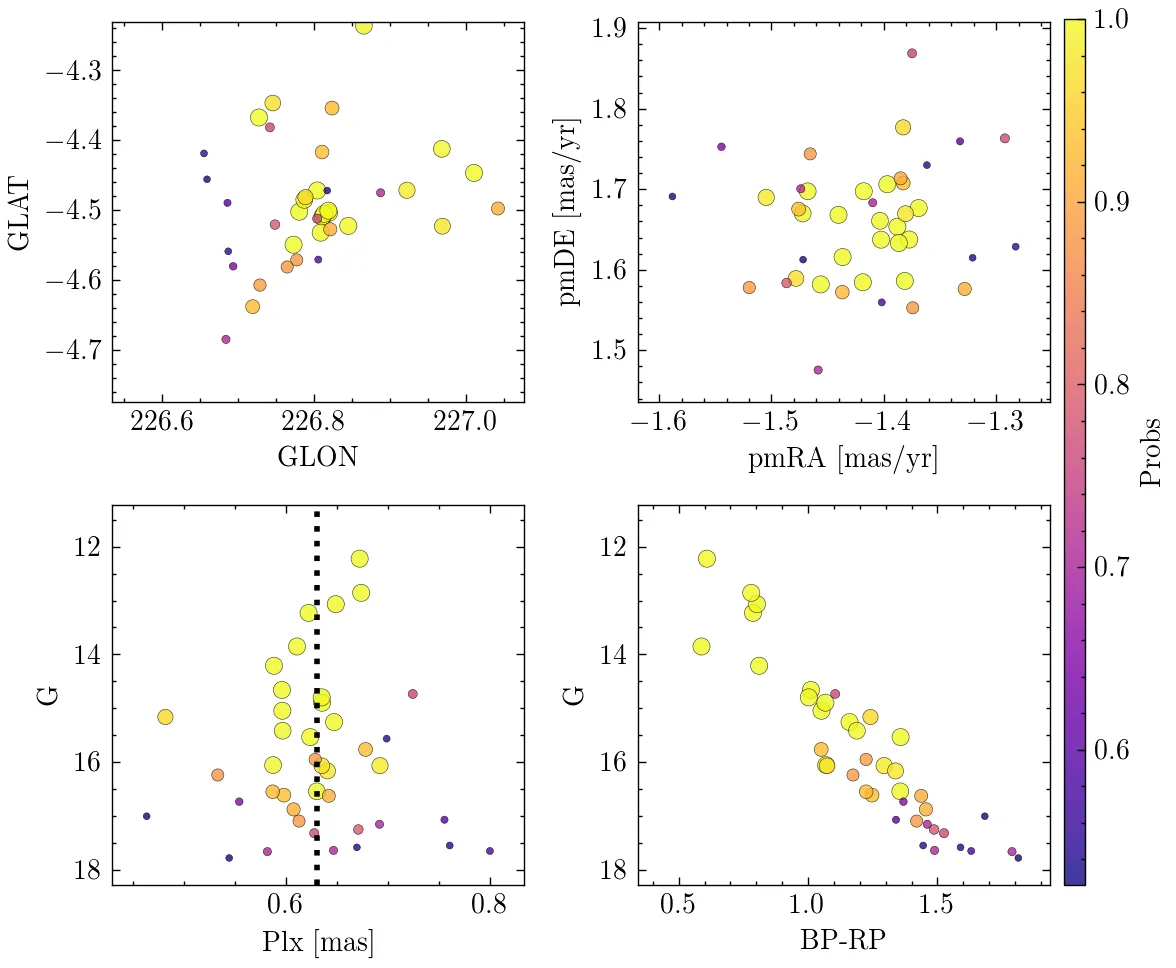 −4.3
−4.4
−4.5
−4.6
−4.7
GLAT
226.6 226.8 227.0
GLON
1.9
1.8
1.7
1.6
1.5
pmDE [mas/yr]
−1.6 −1.5 −1.4 −1.3
pmRA [mas/yr]
12
14
16
18
G
0.6 0.8
Plx [mas]
12
14
16
18
G
0.5 1.0 1.5
BP-RP
1.0
0.9
0.8
0.7
0.6
Probs